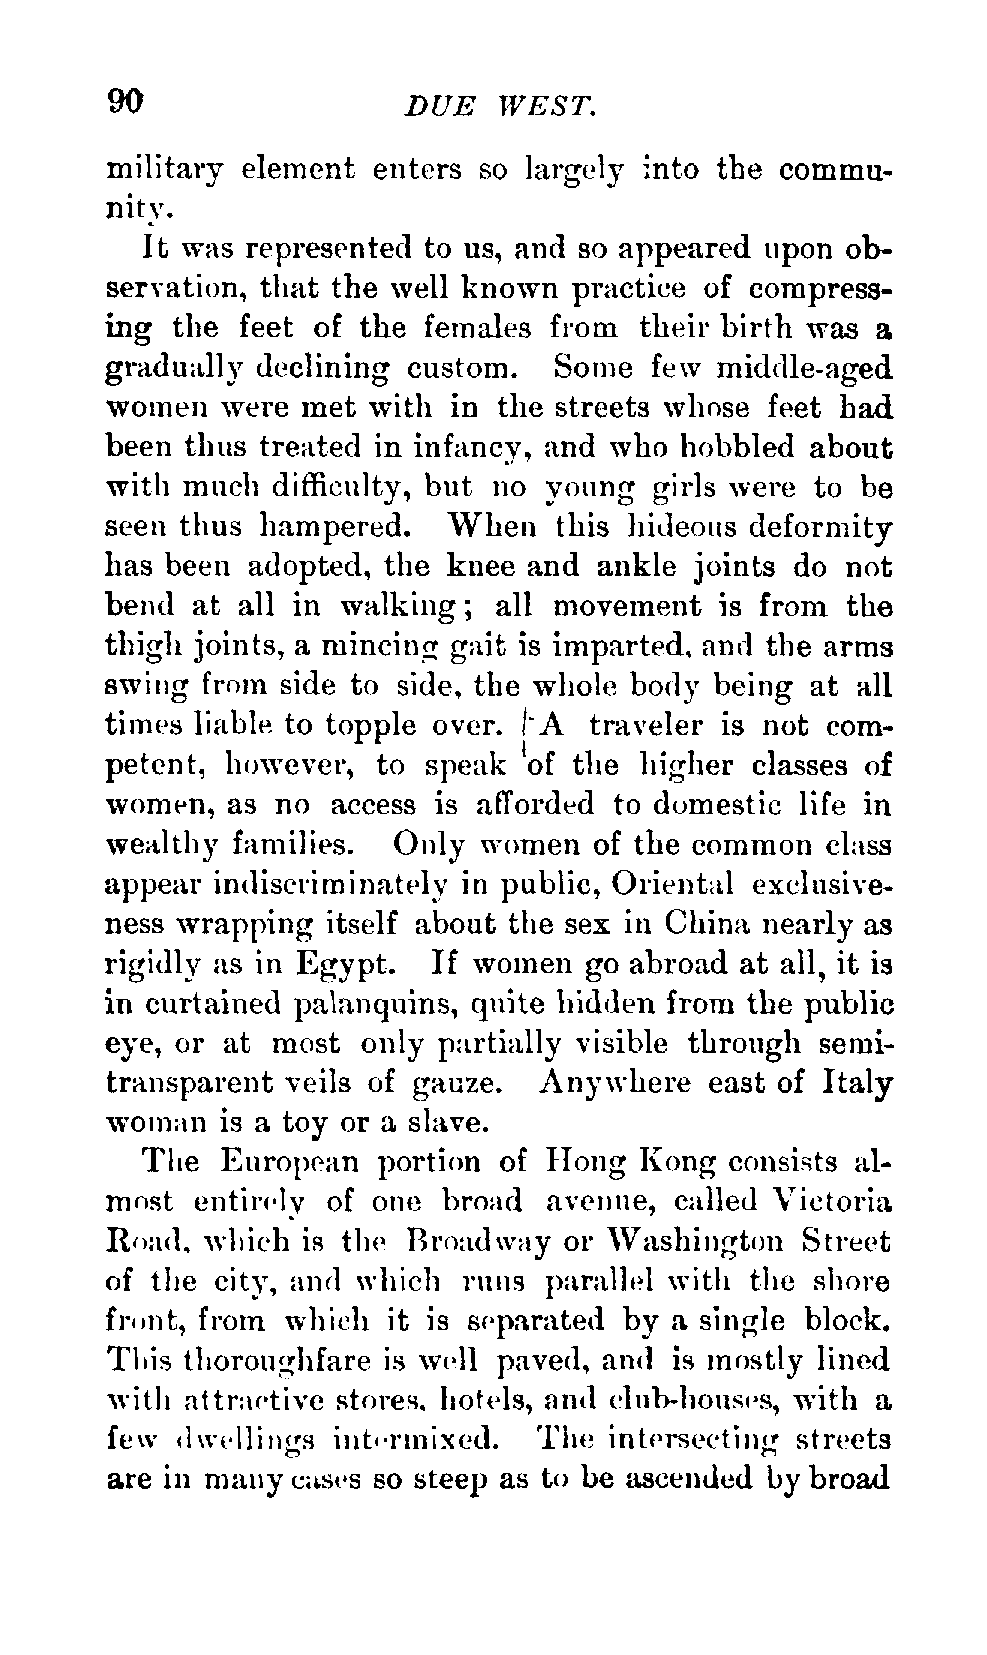 90 DUE WEST.
military element enters so largely into the commu-
nity.
It was represented to us, and so appeared upon ob-
servation, that the well known practice of compress-
ing the feet of the females from their birth was a
gradually declining custom. Some few middle-aged
women were met with in the streets whose feet had
been thus treated in infancy, and who hobbled about
with much difficulty, but no young girls were to be
seen thus hampered. When this hideous deformity
has been adopted, the knee and ankle joints do not
bend at all in walking; all movement is from the
thigh joints, a mincing gait is imparted, and the arms
swing from side to side, the whole body being at all
times liable to topple over. A traveler is not com-
petent, however, to speak of the higher classes of
women, as no access is afforded to domestic life in
wealthy families. Only women of the common class
appear indiscriminately in public, Oriental exclusive-
ness wrapping itself about the sex in China nearly as
rigidly as in Egypt. If women go abroad at all, it is
in curtained palanquins, quite hidden from the public
eye, or at most only partially visible through semi-
transparent veils of gauze. Anywhere east of Italy
woman is a toy or a slave.
The European portion of Hong Kong consists al-
most entirely of one broad avenue, called Victoria
Road, which is the Broadway or Washington Street
of the city, and which runs parallel with the shore
front, from which it is separated by a single block.
This thoroughfare is well paved, and is mostly lined
with attractive stores, hotels, and club-houses, with a
few dwellings intermixed. The intersecting streets
are in many cases so steep as to be ascended by broad